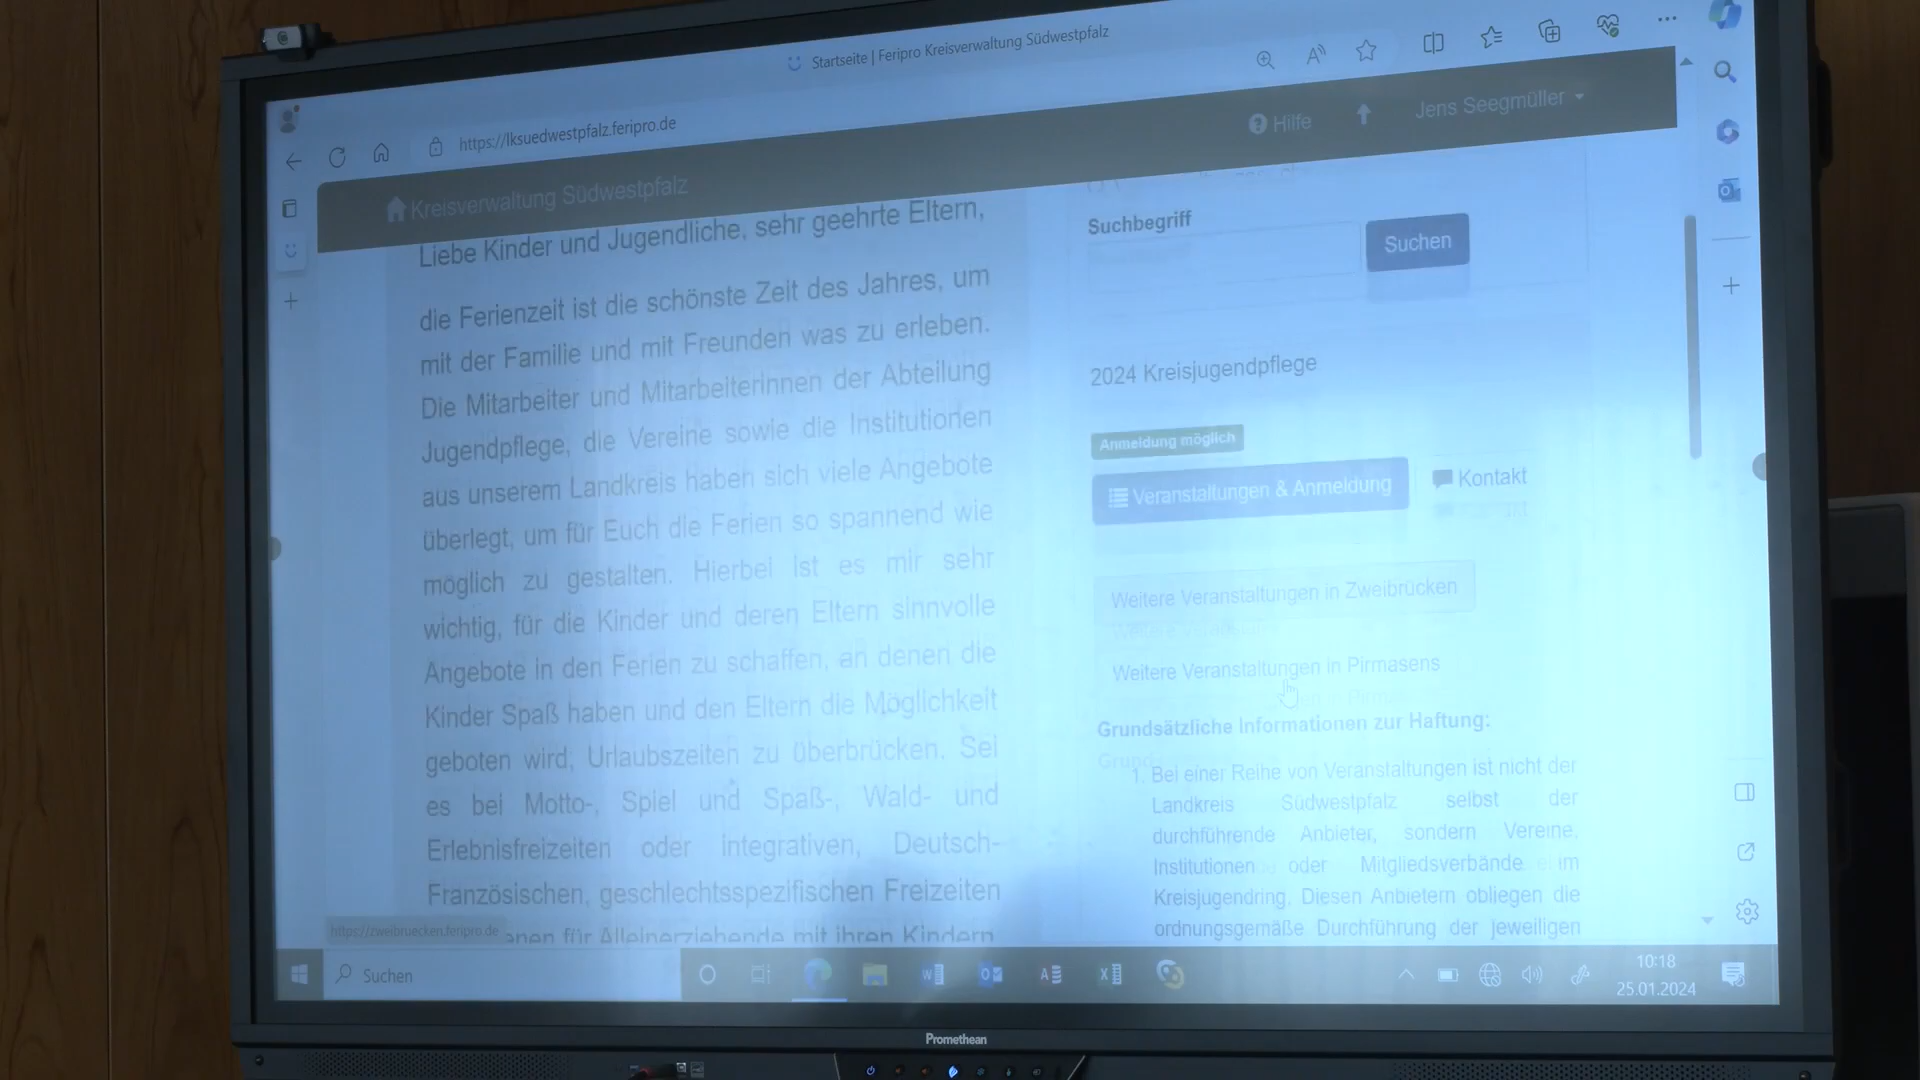 Startseite | Feripro Kreisverwaltung Südwestpfalz
https://lksuedwestpfalz.feripro.de
Hilfe
Jens Seegmüller
Kreisverwaltung Südwestpfalz
Liebe Kinder und Jugendliche, sehr geehrte Eltern,
die Ferienzeit ist die schönste Zeit des Jahres, um
mit der Familie und mit Freunden was zu erleben.
Die Mitarbeiter und Mitarbeiterinnen der Abteilung
Jugendpflege, die Vereine sowie die Institutionen
aus unserem Landkreis haben sich viele Angebote
überlegt, um für Euch die Ferien so spannend wie
möglich zu gestalten. Hierbei ist es mir sehr
wichtig, für die Kinder und deren Eltern sinnvolle
Angebote in den Ferien zu schaffen, an denen die
Kinder Spaß haben und den Eltern die Möglichkeit
geboten wird, Urlaubszeiten zu überbrücken. Sei
es bei Motto-, Spiel und Spaß-, Wald- und
Erlebnisfreizeiten oder integrativen, Deutsch-
Französischen, geschlechtsspezifischen Freizeiten
für Alleinerziehende mit ihren Kindern
https://zweibruecken.feripro.de
Suchbegriff
Suchen
2024 Kreisjugendpflege
Anmeldung möglich
Veranstaltungen & Anmeldung
Kontakt
Weitere Veranstaltungen in Zweibrücken
Weitere Veranstaltungen in Pirmasens
Grundsätzliche Informationen zur Haftung:
1. Bei einer Reihe von Veranstaltungen ist nicht der
Landkreis Südwestpfalz selbst der
durchführende Anbieter, sondern Vereine,
Institutionen oder Mitgliedsverbände im
Kreisjugendring. Diesen Anbietern obliegen die
ordnungsgemäße Durchführung der jeweiligen
Suchen
10:18
25.01.2024
Promethean